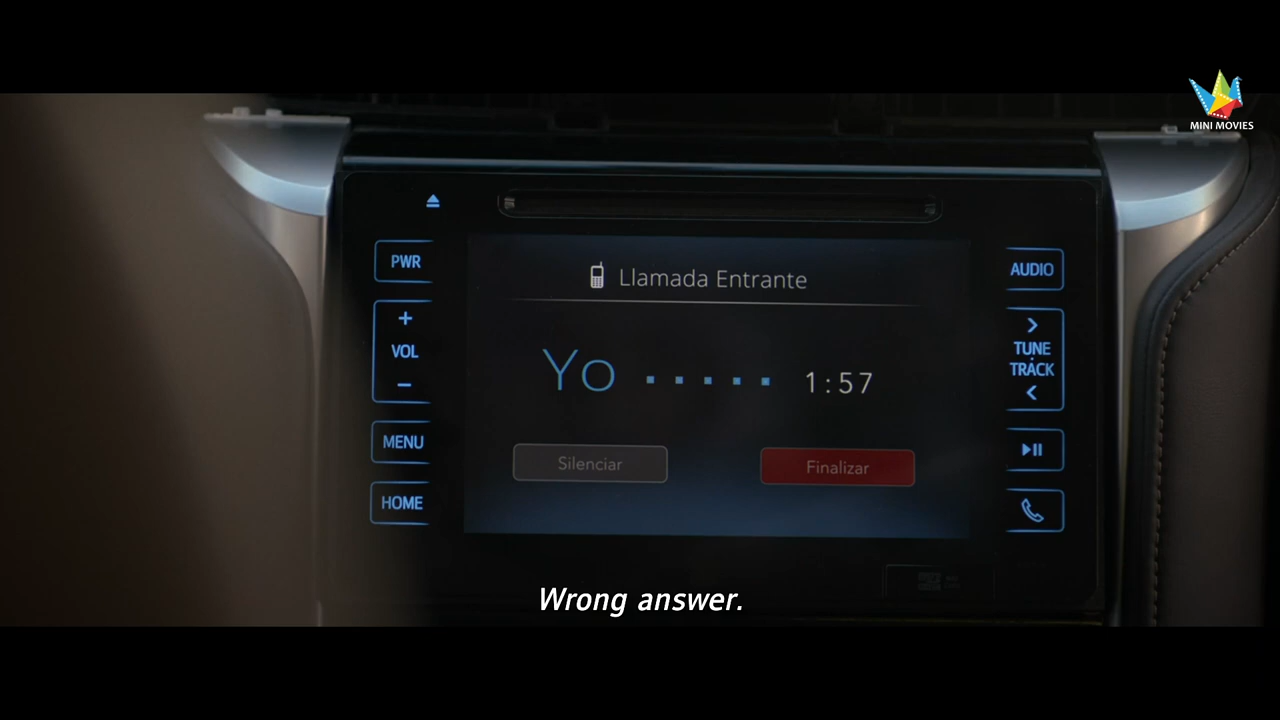 MINI MOVIES
PWR
+
VOL
−
MENU
HOME
Llamada Entrante
Yo ..... 1:57
Silenciar
Finalizar
AUDIO
>
TUNE
TRACK
<
Wrong answer.